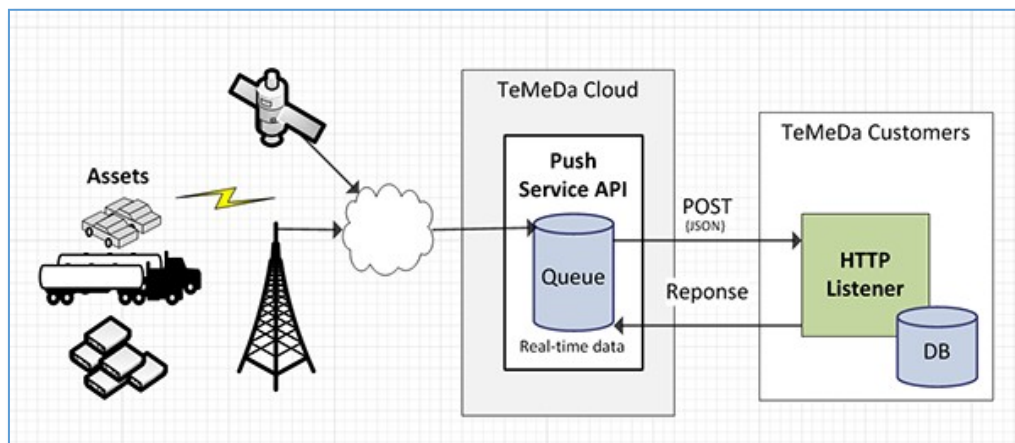 TeMeDa Cloud
TeMeDa Customers
Assets
Push
Service API
POST
{JSON}
HTTP
Listener
Queue
Reponse
Real-time data
DB